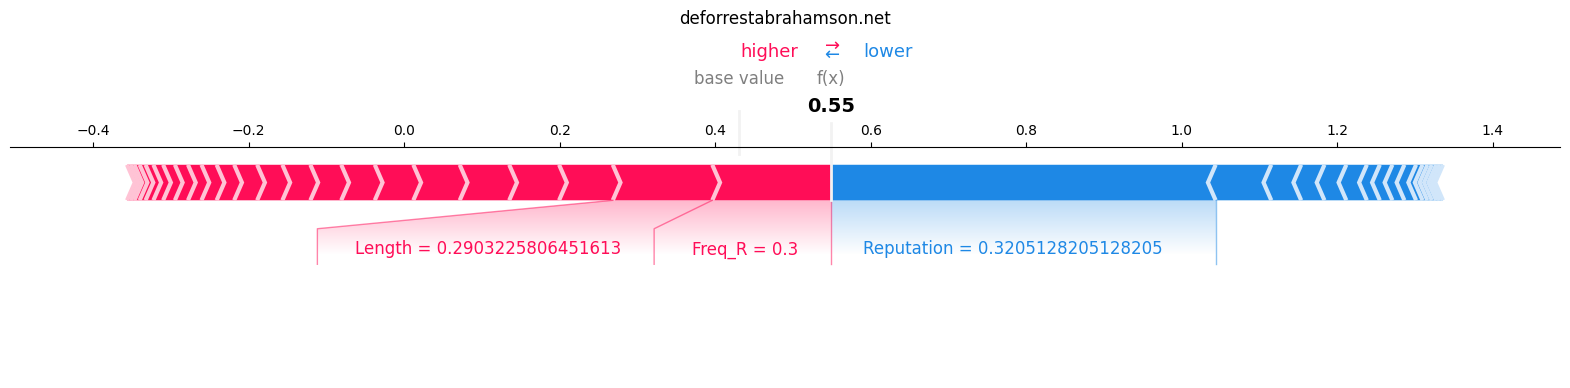 deforrestabrahamson.net
higher → ← lower
base value f(x)
0.55
−0.4 −0.2 0.0 0.2 0.4 0.6 0.8 1.0 1.2 1.4
Length = 0.2903225806451613 Freq_R = 0.3 Reputation = 0.3205128205128205